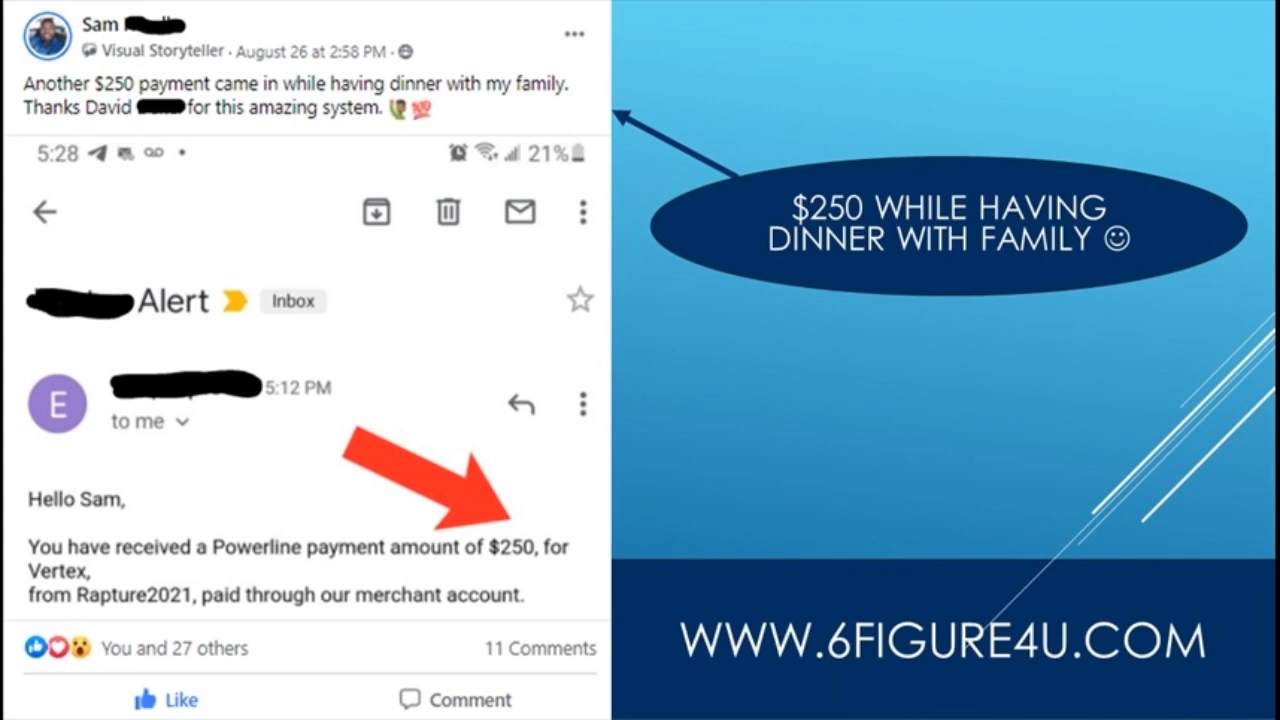 Sam
Visual Storyteller · August 26 at 2:58 PM ·
Another $250 payment came in while having dinner with my family.
Thanks David for this amazing system. 🙋🏾‍♂️💯
5:28
21%
Alert
Inbox
E
5:12 PM
to me
Hello Sam,
You have received a Powerline payment amount of $250, for
Vertex,
from Rapture2021, paid through our merchant account.
You and 27 others
11 Comments
Like
Comment
$250 WHILE HAVING
DINNER WITH FAMILY ☺
WWW.6FIGURE4U.COM